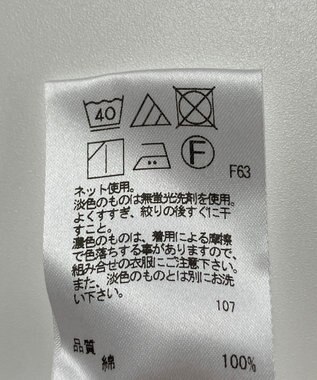 40
F
F63
ネット使用。
淡色のものは無蛍光洗剤を使用。
よくすすぎ、絞りの後すぐに干
すこと。
濃色のものは、着用による摩擦
で色落ちする事がありますので、
組み合せの衣服にご注意下さい。
また、淡色のものとは別にお洗
い下さい。
107
品質
綿 100%